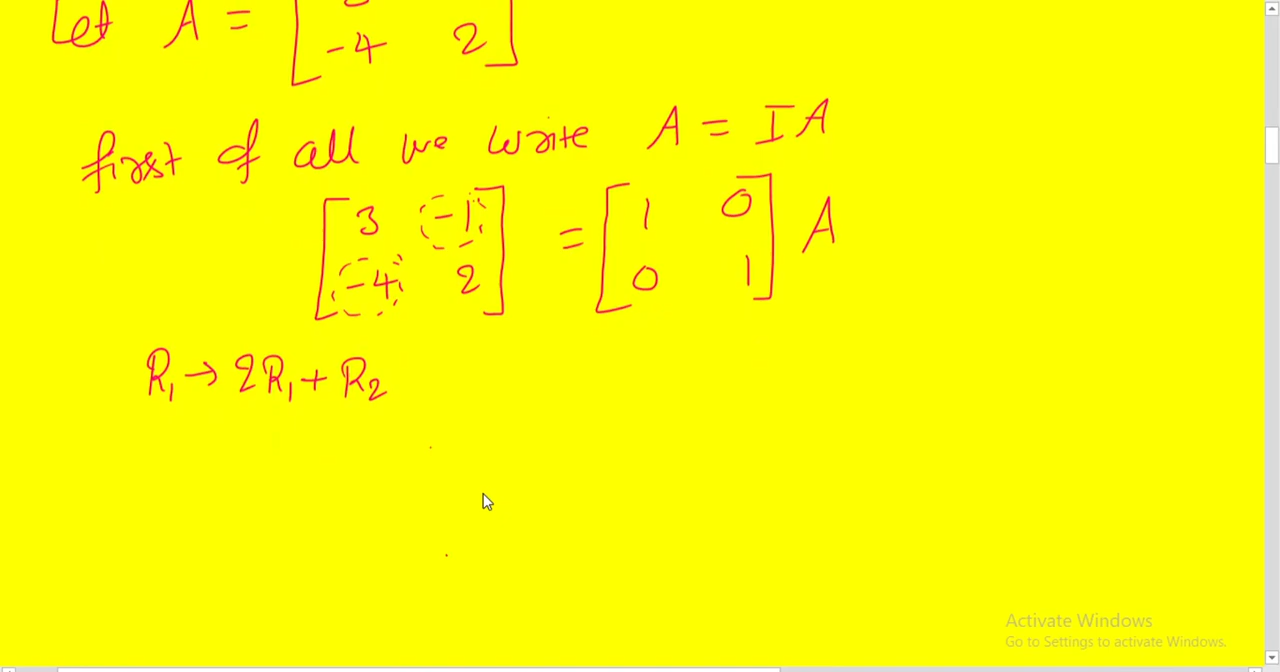 Let A = [
-4 2 ]
first of all we write A = IA
[ 3 -1 ] = [ 1 0 ] A
[ -4 2 ] [ 0 1 ]
R₁ → 2R₁ + R₂
Activate Windows
Go to Settings to activate Windows.